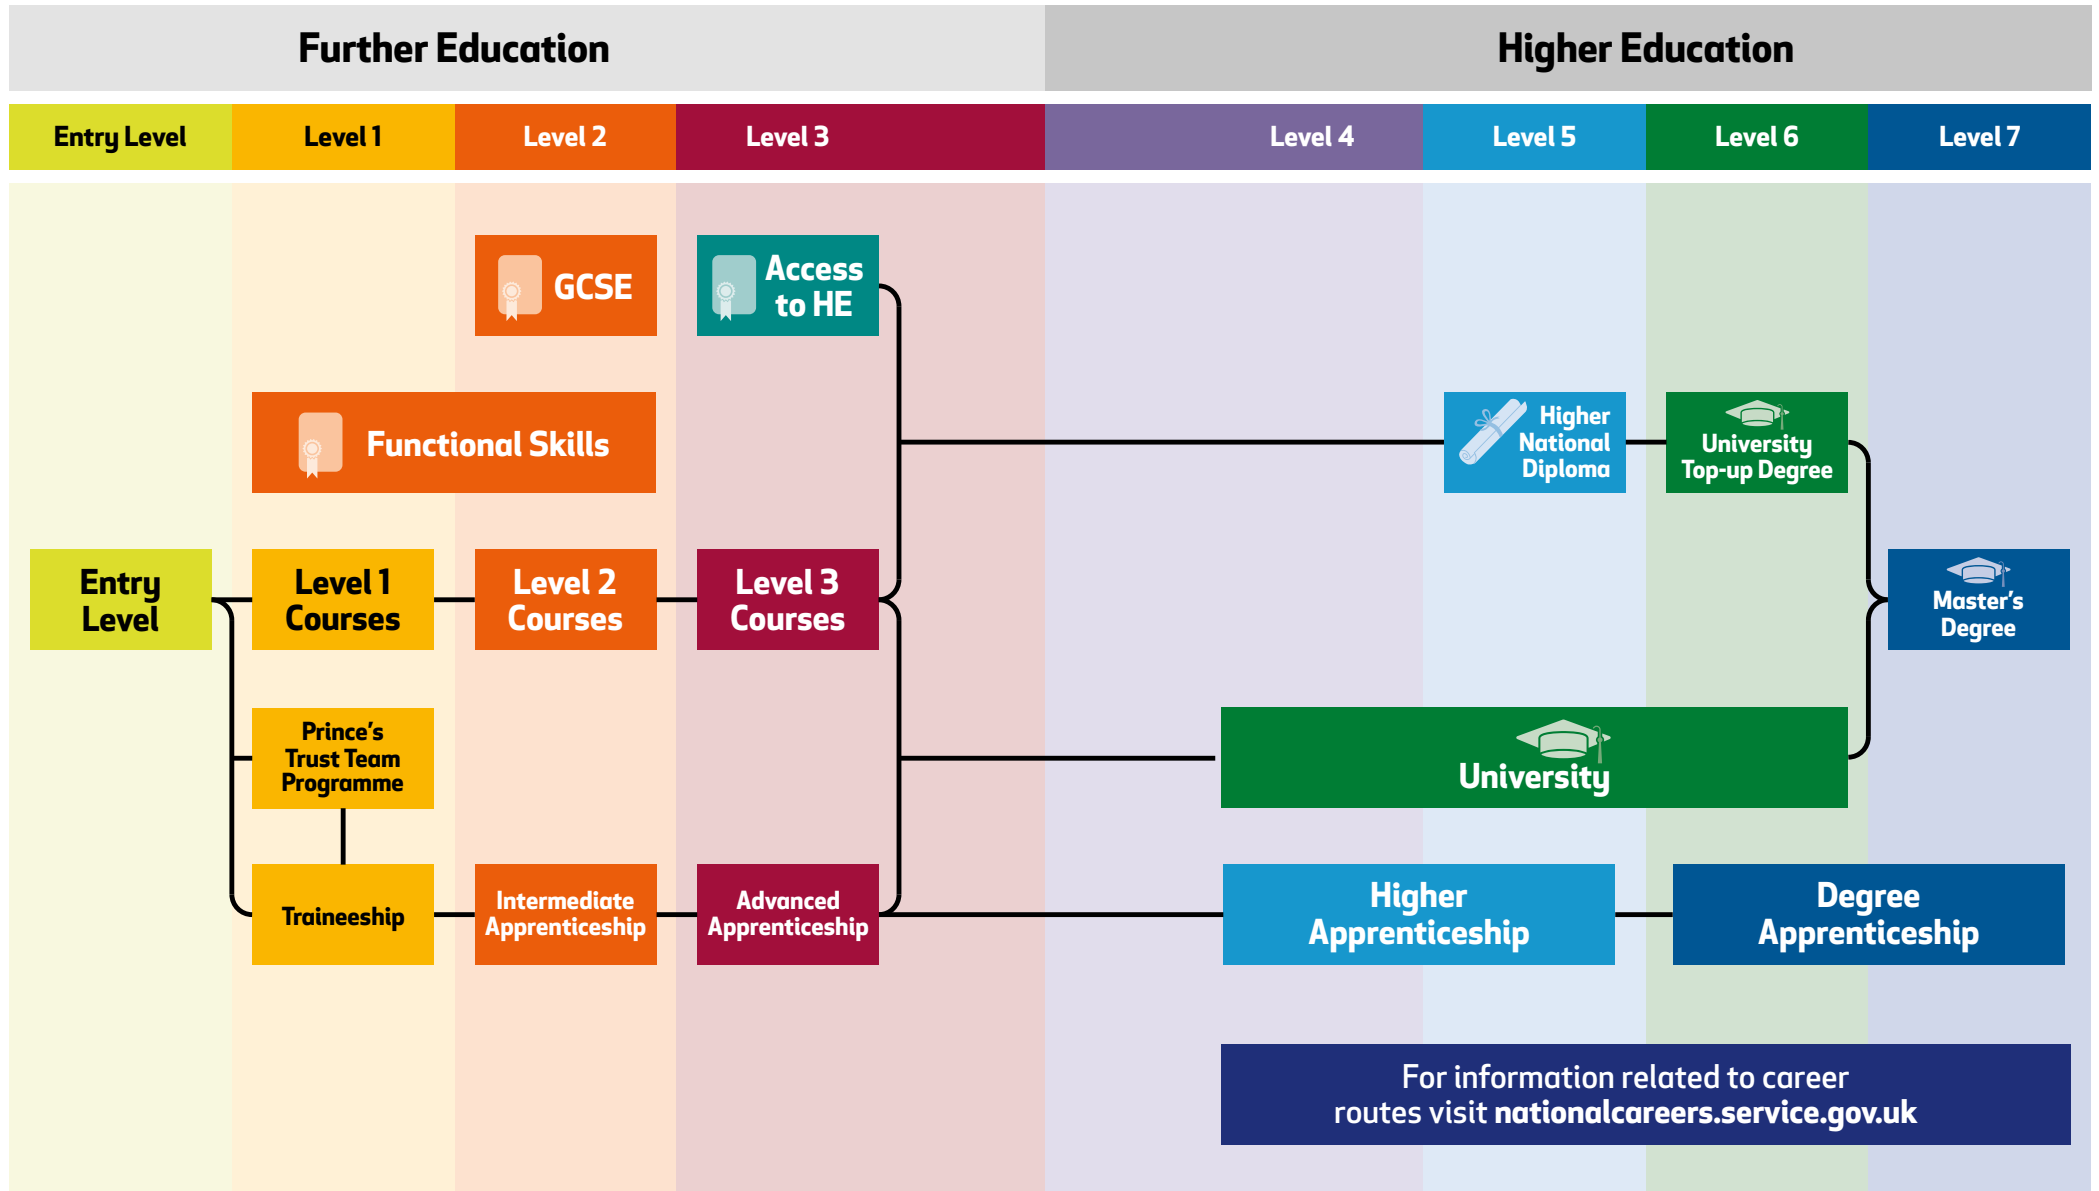 Further Education
Higher Education
Entry Level
Level 1
Level 2
Level 3
Level 4
Level 5
Level 6
Level 7
GCSE
Access
to HE
Functional Skills
Higher
National
Diploma
University
Top-up Degree
Entry
Level
Level 1
Courses
Level 2
Courses
Level 3
Courses
Master's
Degree
Prince's
Trust Team
Programme
University
Traineeship
Intermediate
Apprenticeship
Advanced
Apprenticeship
Higher
Apprenticeship
Degree
Apprenticeship
For information related to career
routes visit nationalcareers.service.gov.uk